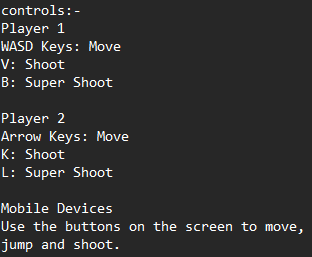 controls:-
Player 1
WASD Keys: Move
V: Shoot
B: Super Shoot
Player 2
Arrow Keys: Move
K: Shoot
L: Super Shoot
Mobile Devices
Use the buttons on the screen to move,
jump and shoot.